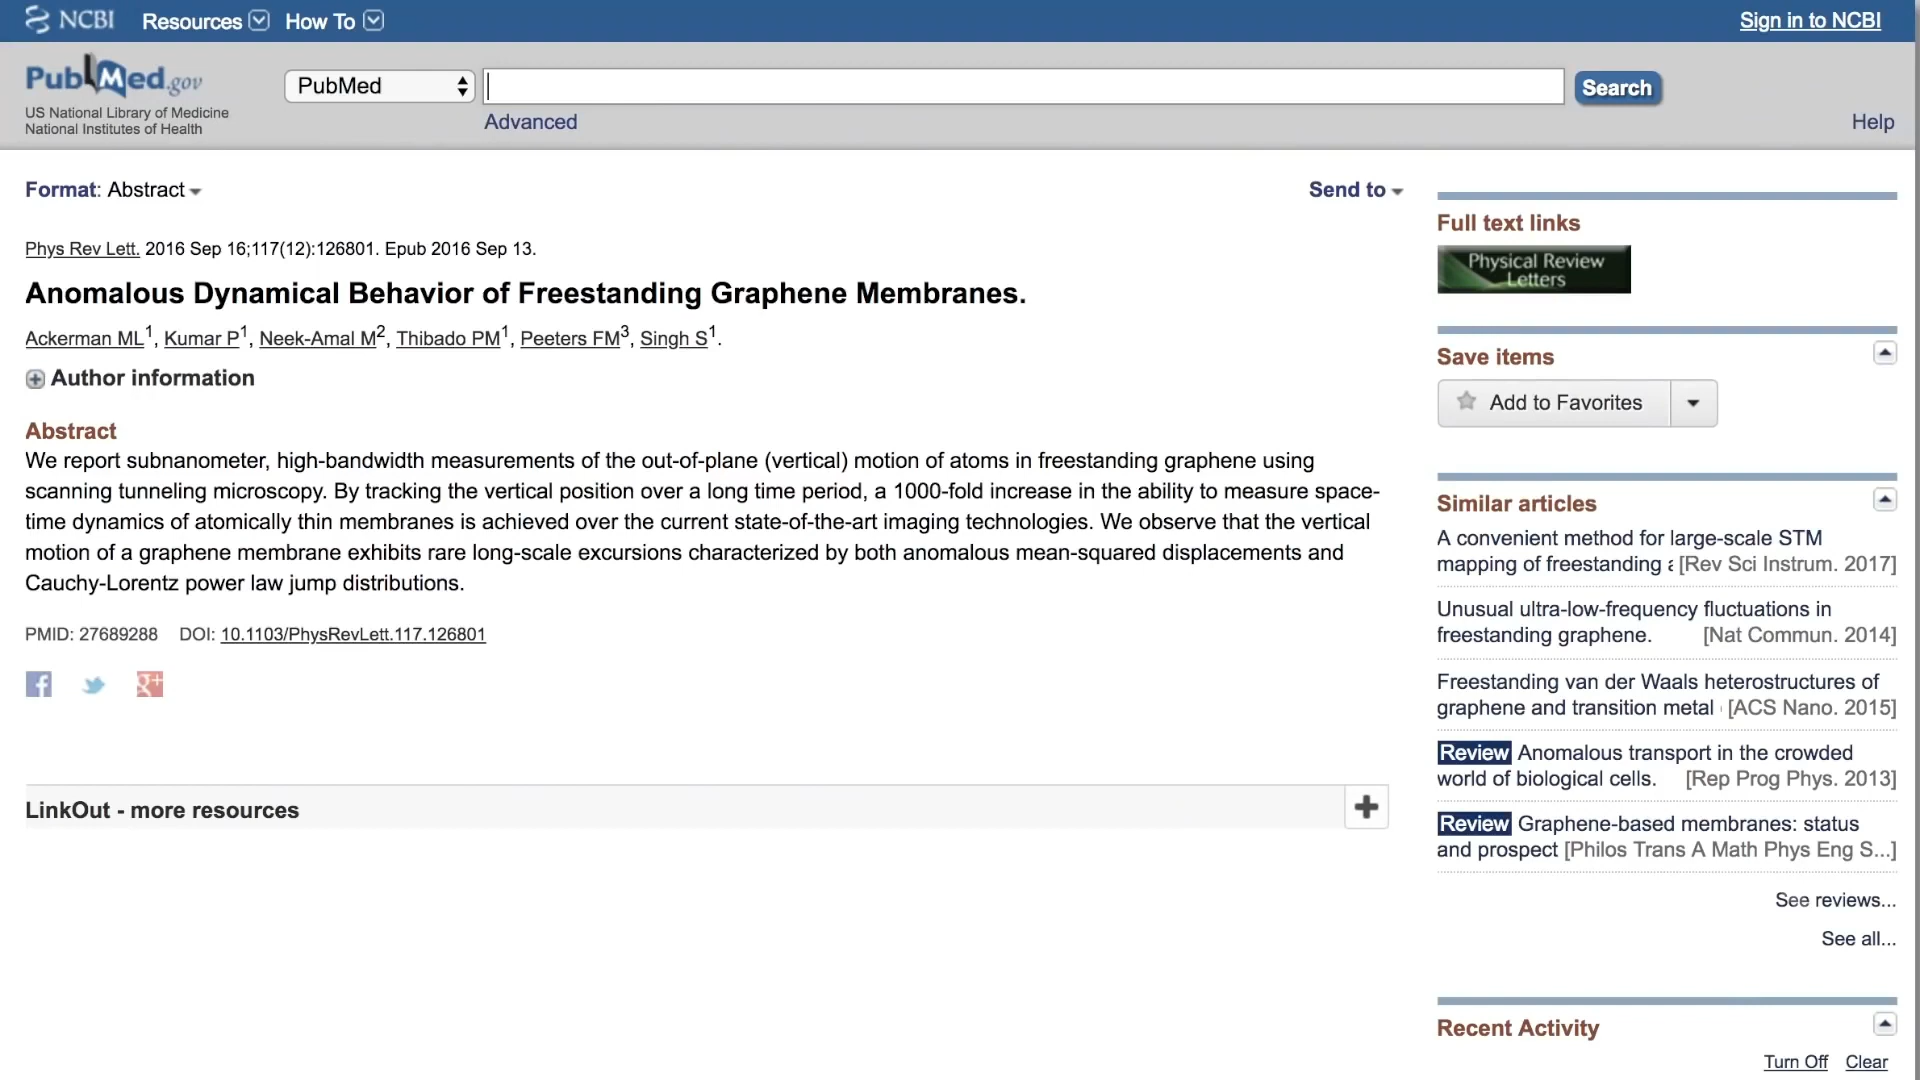 NCBI Resources How To Sign in to NCBI
PubMed.gov
US National Library of Medicine
National Institutes of Health
PubMed
Search
Advanced
Help
Format: Abstract
Send to
Phys Rev Lett. 2016 Sep 16;117(12):126801. Epub 2016 Sep 13.
Anomalous Dynamical Behavior of Freestanding Graphene Membranes.
Ackerman ML1, Kumar P1, Neek-Amal M2, Thibado PM1, Peeters FM3, Singh S1.
Author information
Abstract
We report subnanometer, high-bandwidth measurements of the out-of-plane (vertical) motion of atoms in freestanding graphene using
scanning tunneling microscopy. By tracking the vertical position over a long time period, a 1000-fold increase in the ability to measure space-
time dynamics of atomically thin membranes is achieved over the current state-of-the-art imaging technologies. We observe that the vertical
motion of a graphene membrane exhibits rare long-scale excursions characterized by both anomalous mean-squared displacements and
Cauchy-Lorentz power law jump distributions.
PMID: 27689288 DOI: 10.1103/PhysRevLett.117.126801
LinkOut - more resources
Full text links
Physical Review
Letters
Save items
Add to Favorites
Similar articles
A convenient method for large-scale STM
mapping of freestanding [Rev Sci Instrum. 2017]
Unusual ultra-low-frequency fluctuations in
freestanding graphene. [Nat Commun. 2014]
Freestanding van der Waals heterostructures of
graphene and transition metal [ACS Nano. 2015]
Review Anomalous transport in the crowded
world of biological cells. [Rep Prog Phys. 2013]
Review Graphene-based membranes: status
and prospect [Philos Trans A Math Phys Eng S...]
See reviews...
See all...
Recent Activity
Turn Off Clear